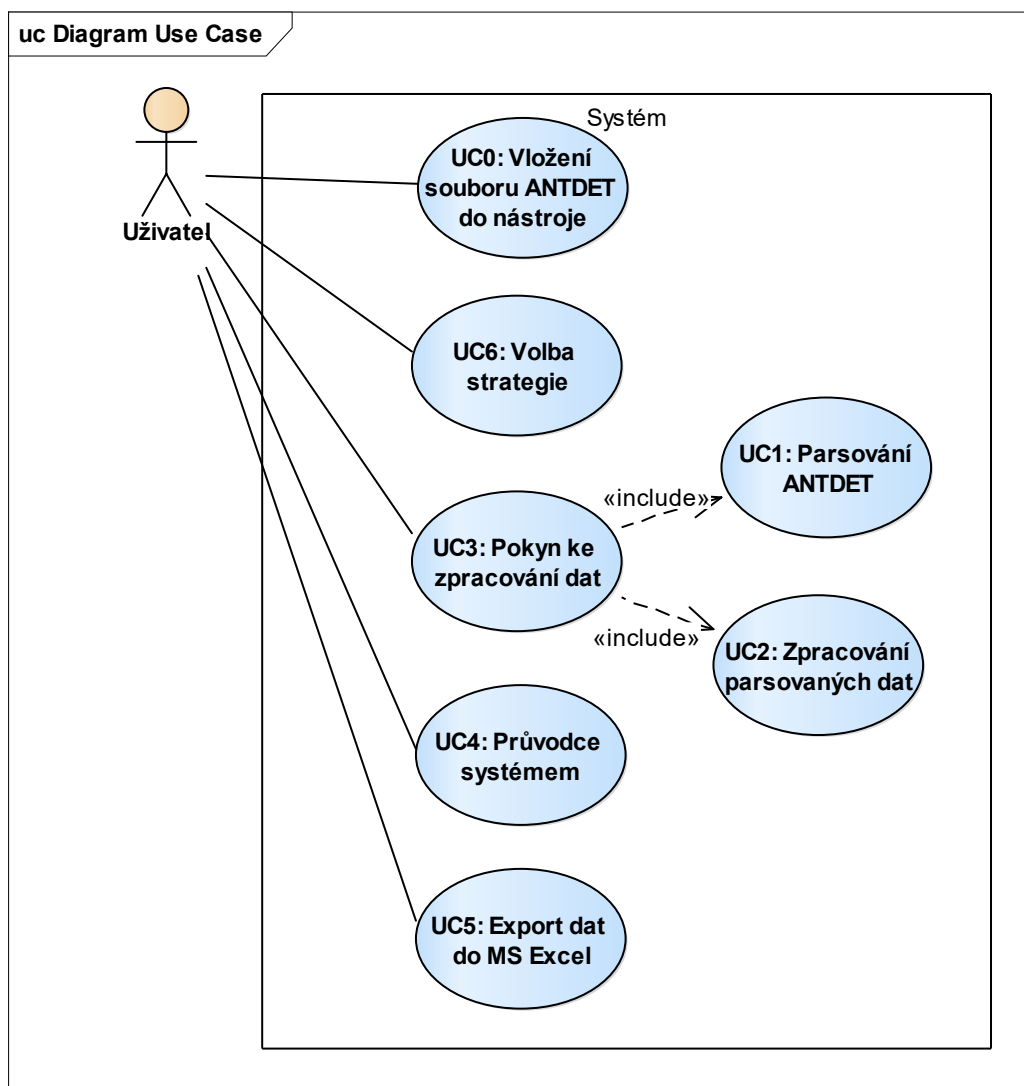 uc Diagram Use Case
Systém
Uživatel
UC0: Vložení
souboru ANTDET
do nástroje
UC6: Volba
strategie
UC1: Parsování
ANTDET
«include»
UC3: Pokyn ke
zpracování dat
«include»
UC2: Zpracování
parsovaných dat
UC4: Průvodce
systémem
UC5: Export dat
do MS Excel